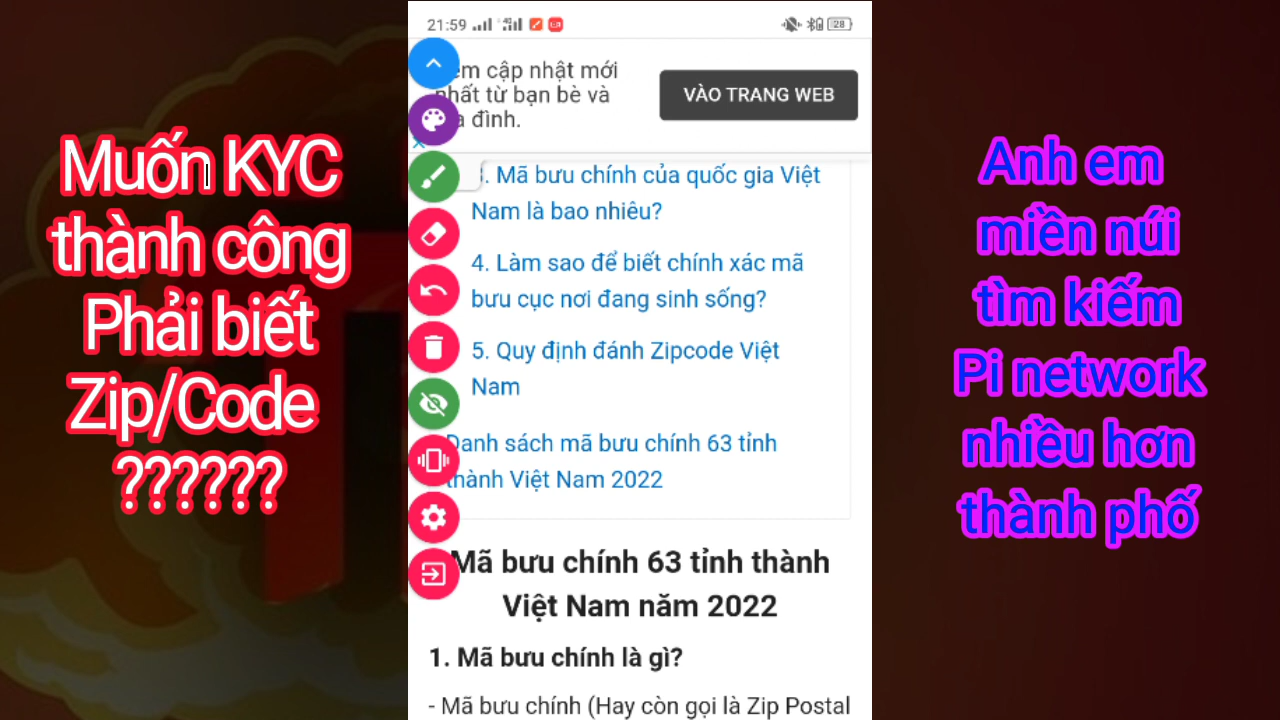 Muốn KYC
thành công
Phải biết
Zip/Code
??????
21:59
28
cập nhật mới
từ bạn bè và
đình.
VÀO TRANG WEB
3. Mã bưu chính của quốc gia Việt
Nam là bao nhiêu?
4. Làm sao để biết chính xác mã
bưu cục nơi đang sinh sống?
5. Quy định đánh Zipcode Việt
Nam
Danh sách mã bưu chính 63 tỉnh
thành Việt Nam 2022
Mã bưu chính 63 tỉnh thành
Việt Nam năm 2022
1. Mã bưu chính là gì?
- Mã bưu chính (Hay còn gọi là Zip Postal
Anh em
miền núi
tìm kiếm
Pi network
nhiều hơn
thành phố